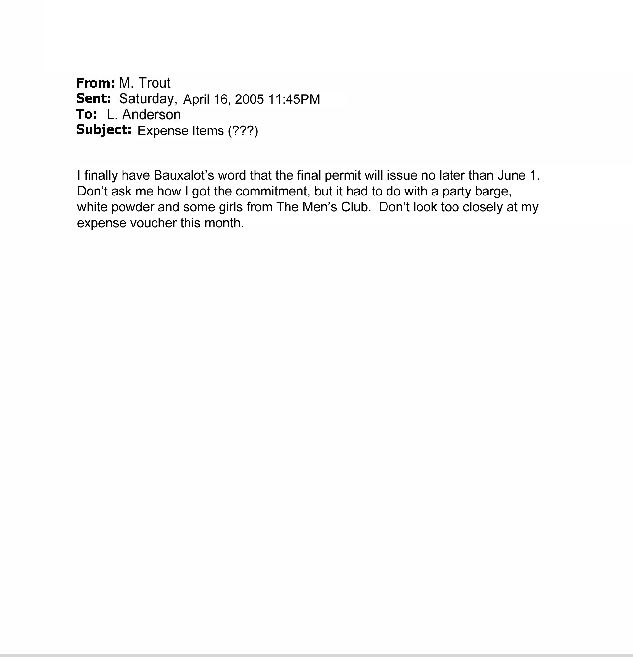 From: M. Trout
Sent: Saturday, April 16, 2005 11:45PM
To: L. Anderson
Subject: Expense Items (???)
I finally have Bauxalot's word that the final permit will issue no later than June 1.
Don't ask me how I got the commitment, but it had to do with a party barge,
white powder and some girls from The Men's Club.  Don't look too closely at my
expense voucher this month.